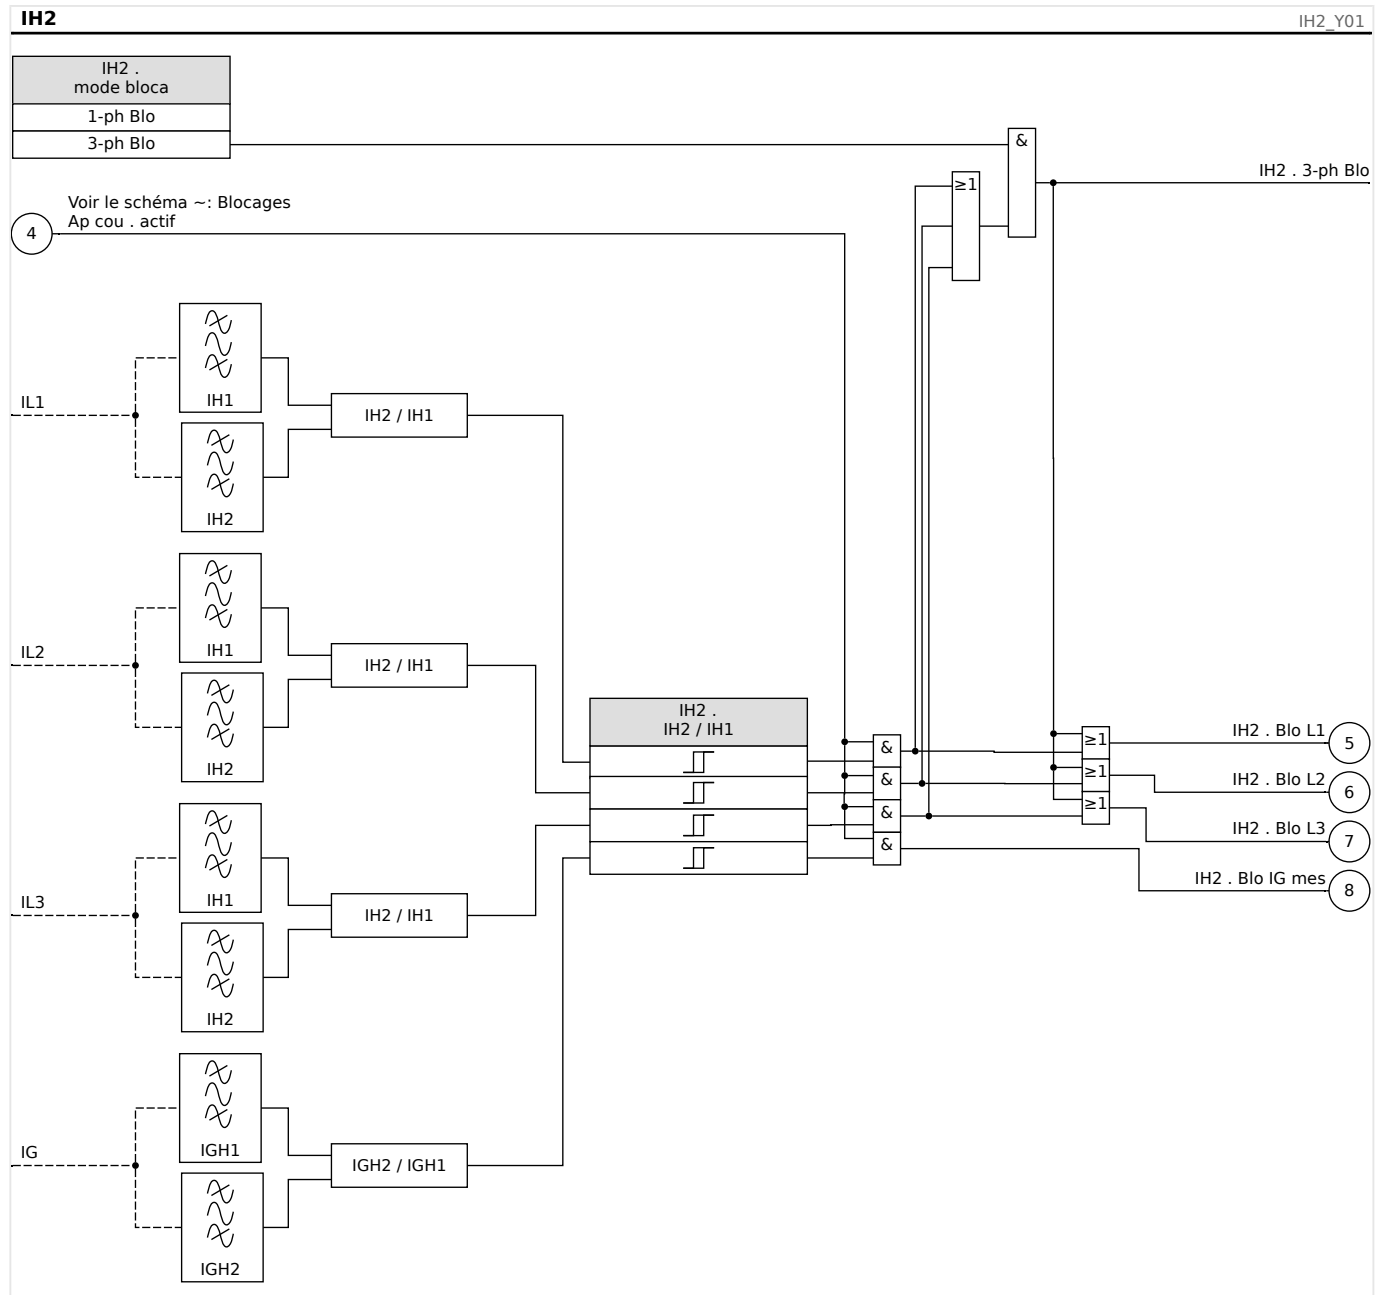 IH2
IH2_Y01
IH2 .
mode bloca
1-ph Blo
3-ph Blo
&
≥1
IH2 . 3-ph Blo
Voir le schéma ~: Blocages
Ap cou . actif
4
IH1
IL1
IH2 / IH1
IH2
IH1
IL2
IH2 / IH1
IH2
IH2 .
IH2 / IH1
&
&
&
&
≥1
≥1
≥1
IH2 . Blo L1
5
IH2 . Blo L2
6
IH2 . Blo L3
7
IH2 . Blo IG mes
8
IH1
IL3
IH2 / IH1
IH2
IGH1
IG
IGH2 / IGH1
IGH2